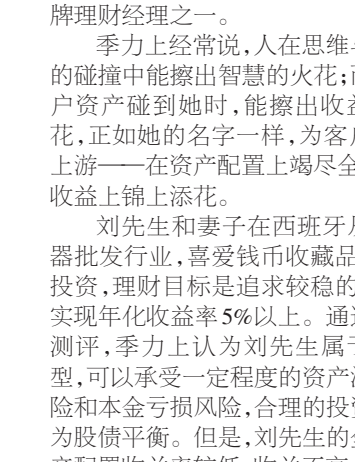 牌理财经理之一。
季力上经常说,人在思维
的碰撞中能擦出智慧的火花;
户资产碰到她时,能擦出收
花,正如她的名字一样,为客
上游——在资产配置上竭尽全
收益上锦上添花。
刘先生和妻子在西班牙
器批发行业,喜爱钱币收藏品
投资,理财目标是追求较稳的
实现年化收益率5%以上。通
测评,季力上认为刘先生属
型,可以承受一定程度的资产
险和本金亏损风险,合理的投
为股债平衡。但是,刘先生的